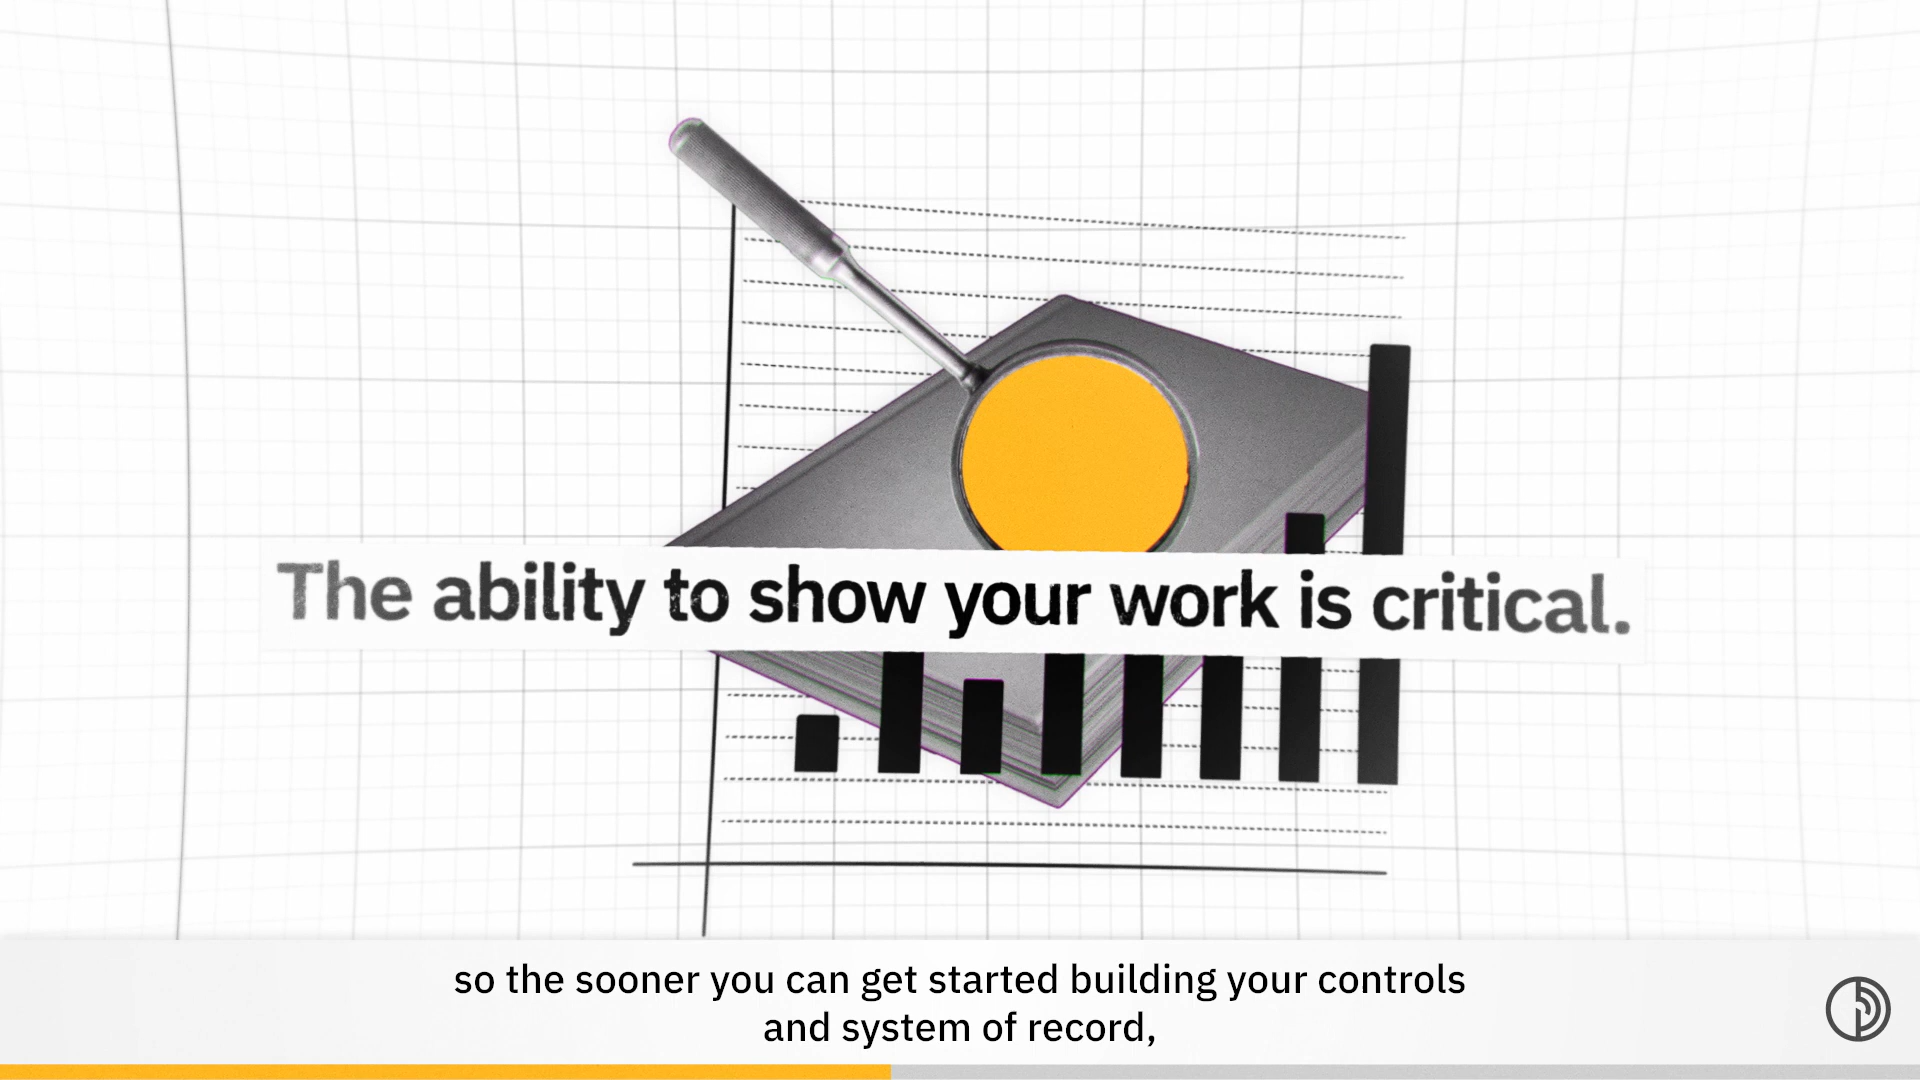 The ability to show your work is critical.
so the sooner you can get started building your controls
and system of record,